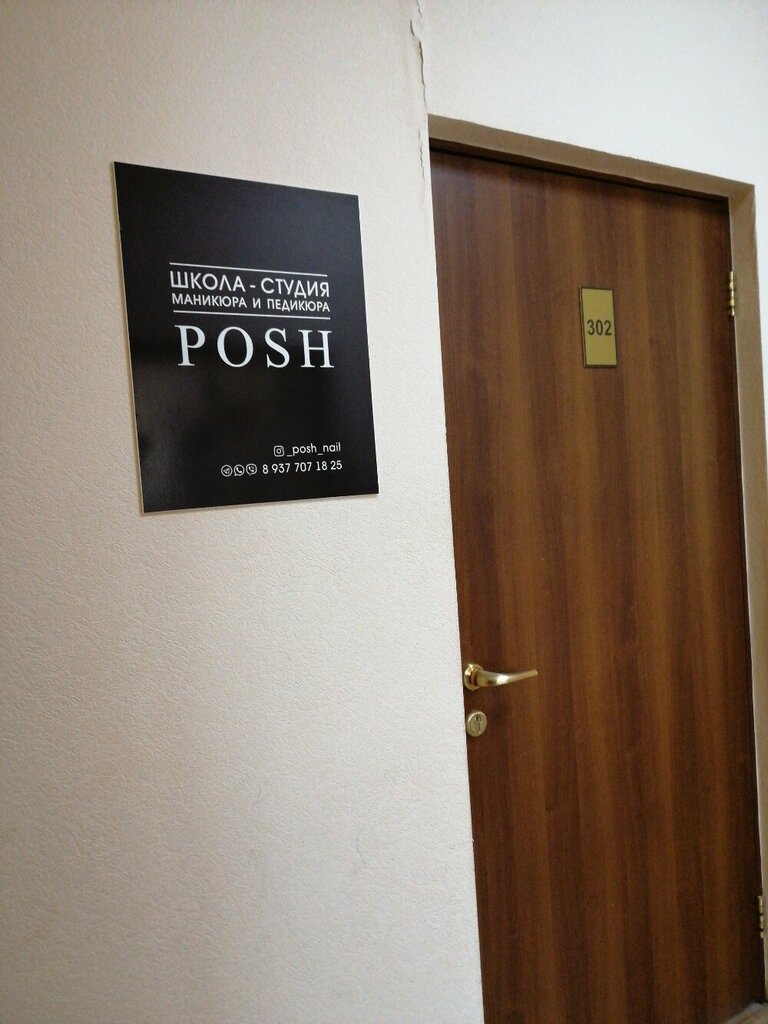 ШКОЛА - СТУДИЯ
МАНИКЮРА И ПЕДИКЮРА
POSH
_posh_nail
8 937 707 18 25
302